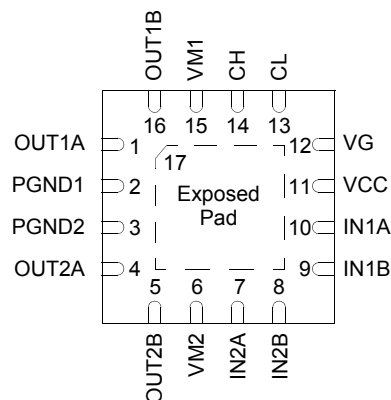 OUT1B
VM1
CH
CL
16
15
14
13
OUT1A
1
17
12
VG
PGND1
2
Exposed
Pad
11
VCC
PGND2
3
10
IN1A
OUT2A
4
9
IN1B
5
6
7
8
OUT2B
VM2
IN2A
IN2B